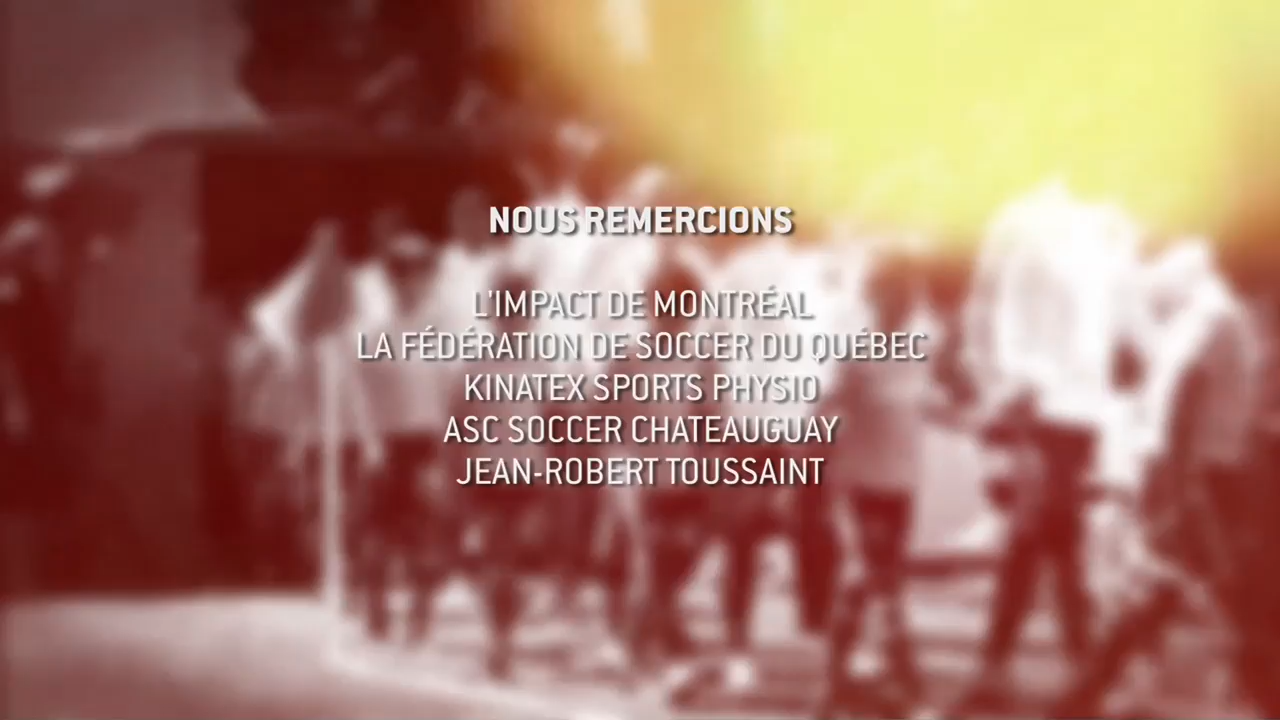 NOUS REMERCIONS
L'IMPACT DE MONTRÉAL
LA FÉDÉRATION DE SOCCER DU QUÉBEC
KINATEX SPORTS PHYSIO
ASC SOCCER CHATEAUGUAY
JEAN-ROBERT TOUSSAINT